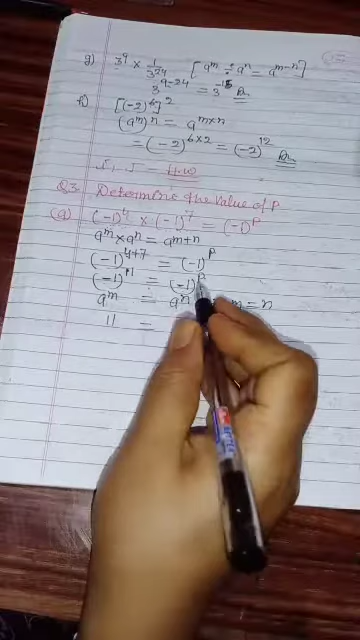 g) 3⁹ × 1/3²⁴ [aᵐ ÷ aⁿ = aᵐ⁻ⁿ]
3⁹⁻²⁴ = 3⁻¹⁵
h) [(-2)⁶]²
(aᵐ)ⁿ = aᵐˣⁿ
= (-2)⁶ˣ² = (-2)¹²
= H.W
Q3. Determine the value of P
(a) (-1)⁴ × (-1)⁷ = (-1)ᴾ
aᵐ × aⁿ = aᵐ⁺ⁿ
(-1)⁴⁺⁷ = (-1)ᴾ
(-1)¹¹ = (-1)ᴾ
aᵐ = aⁿ m = n
11 =